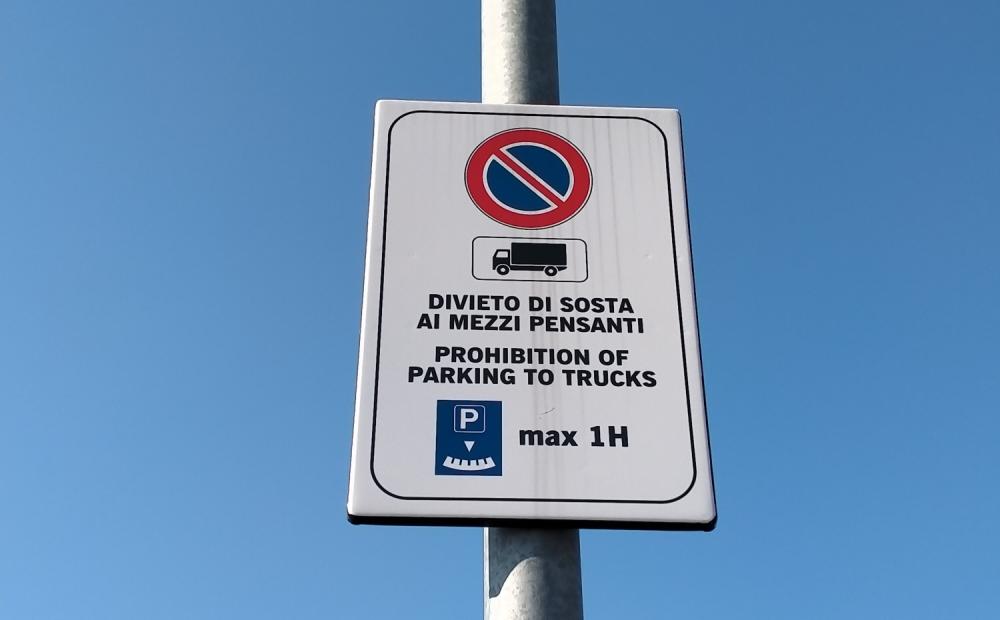 DIVIETO DI SOSTA
AI MEZZI PENSANTI
PROHIBITION OF
PARKING TO TRUCKS
P
max 1H